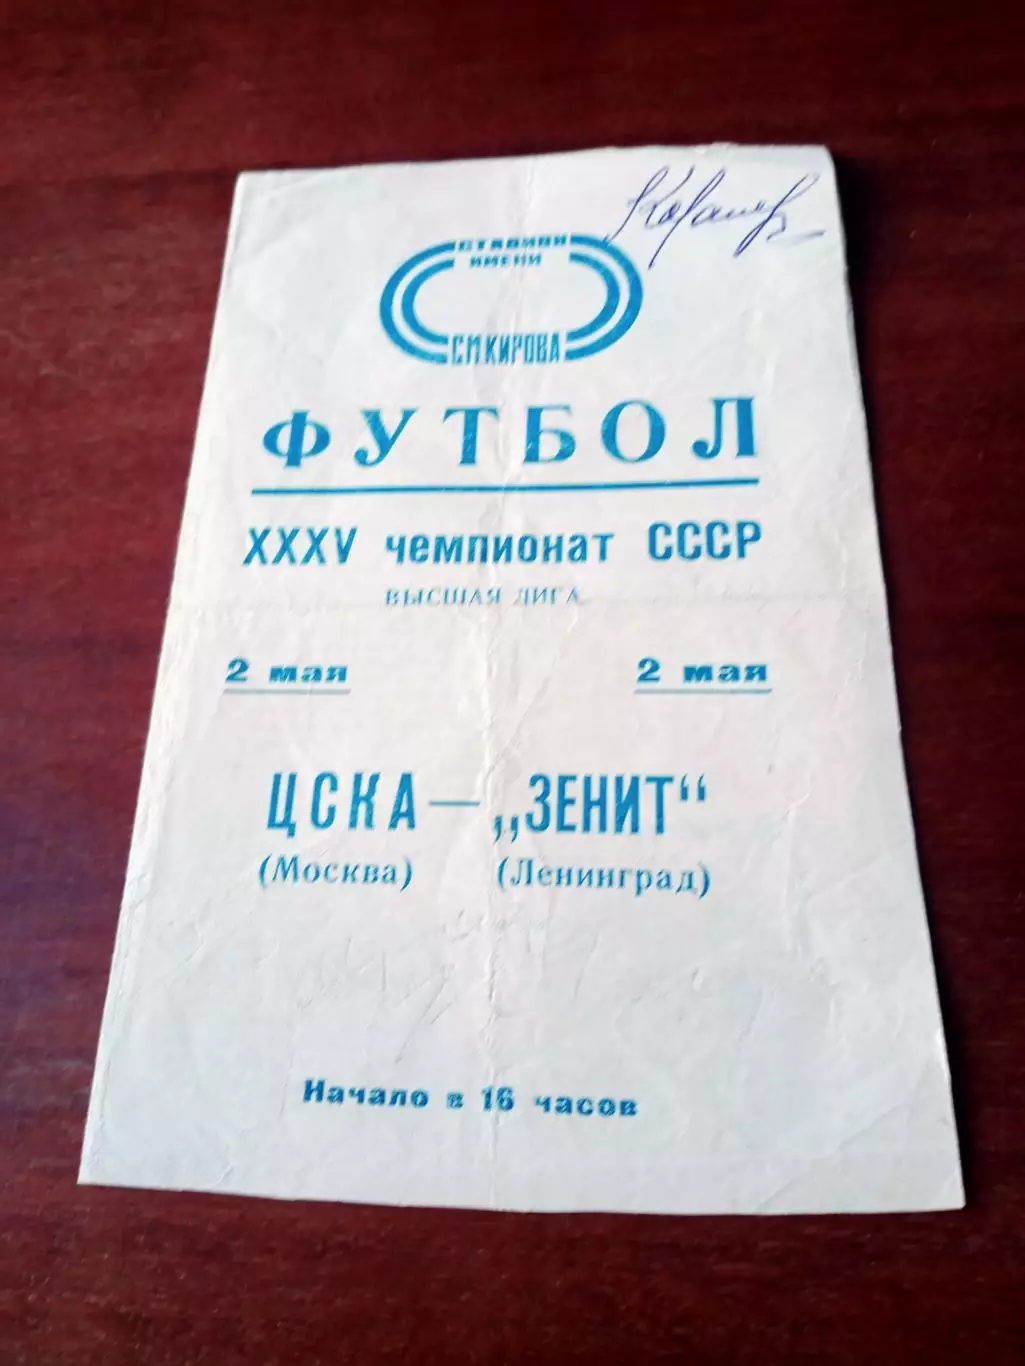 СТАДИОН
ИМЕНИ
С.М.КИРОВА
ФУТБОЛ
XXXV чемпионат СССР
ВЫСШАЯ ЛИГА
2 мая 2 мая
ЦСКА — „ЗЕНИТ“
(Москва) (Ленинград)
Начало в 16 часов